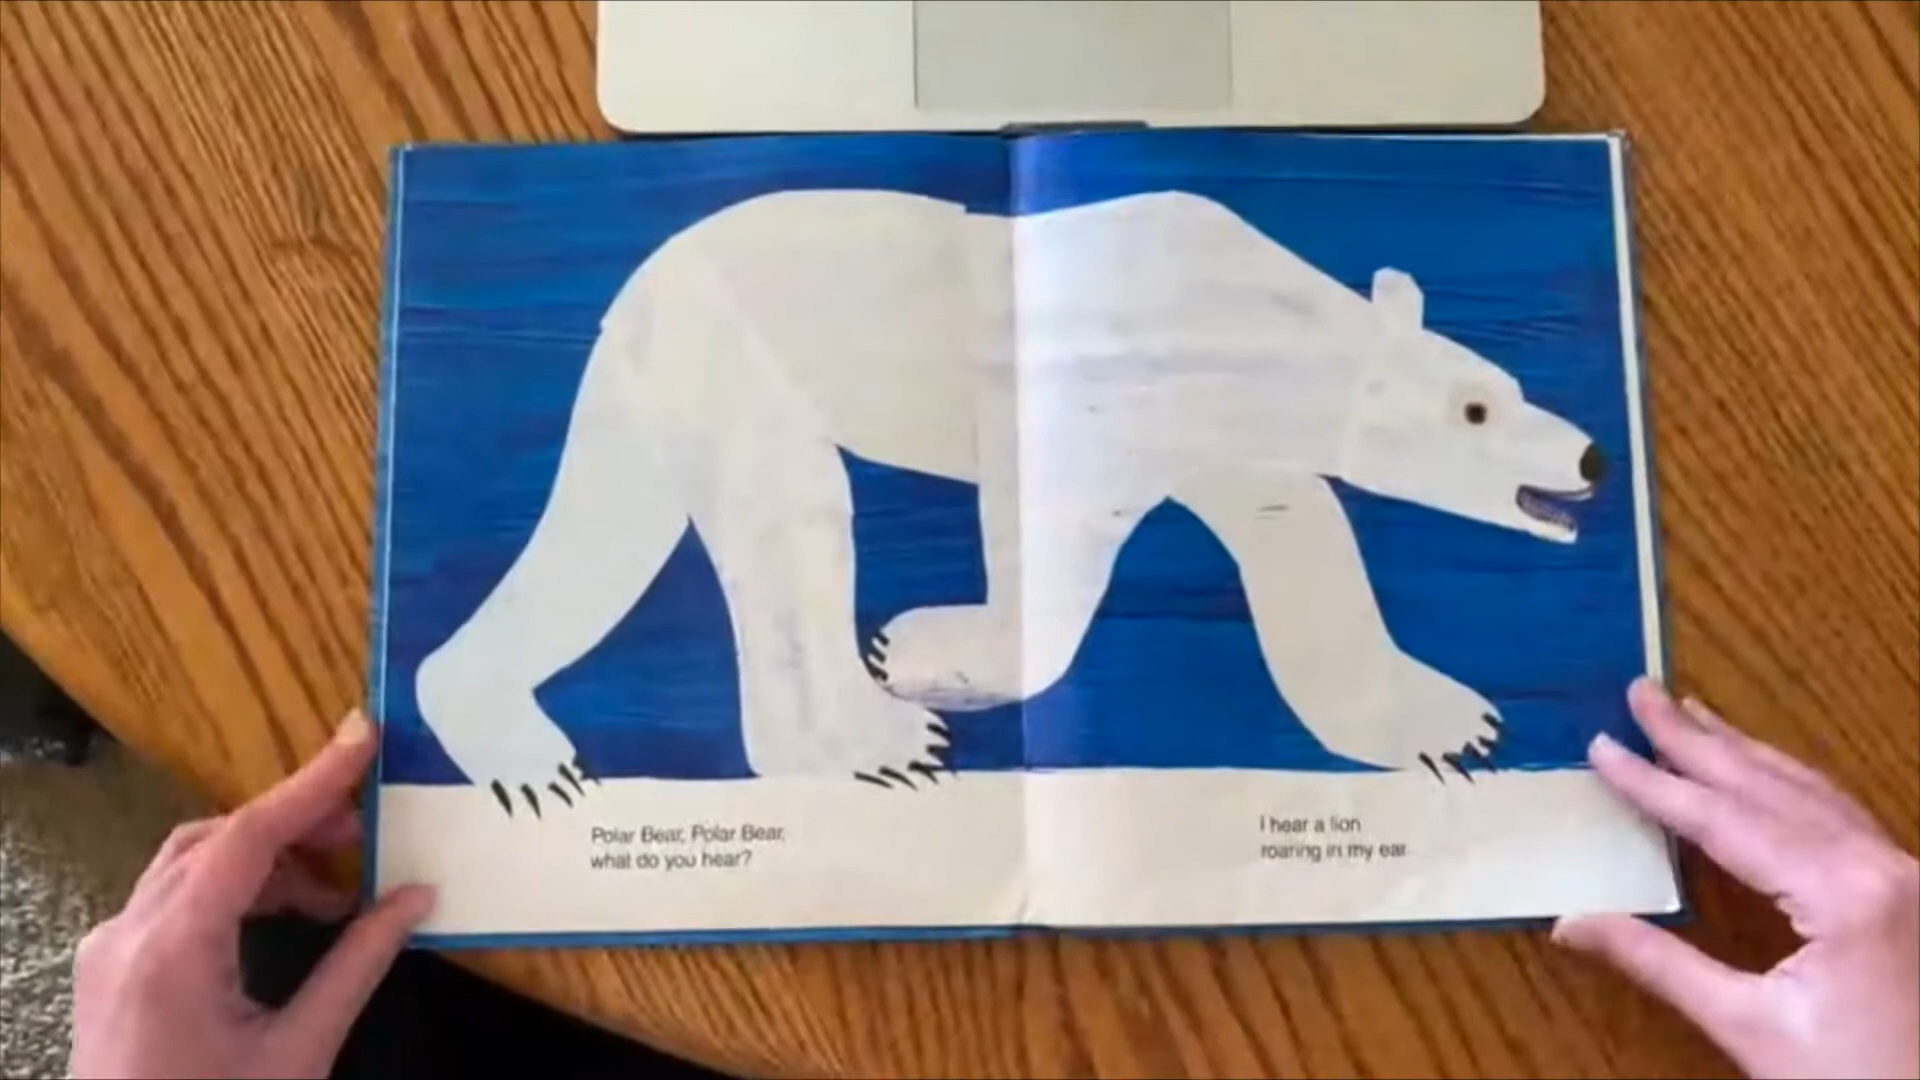 Polar Bear, Polar Bear,
what do you hear?
I hear a lion
roaring in my ear.